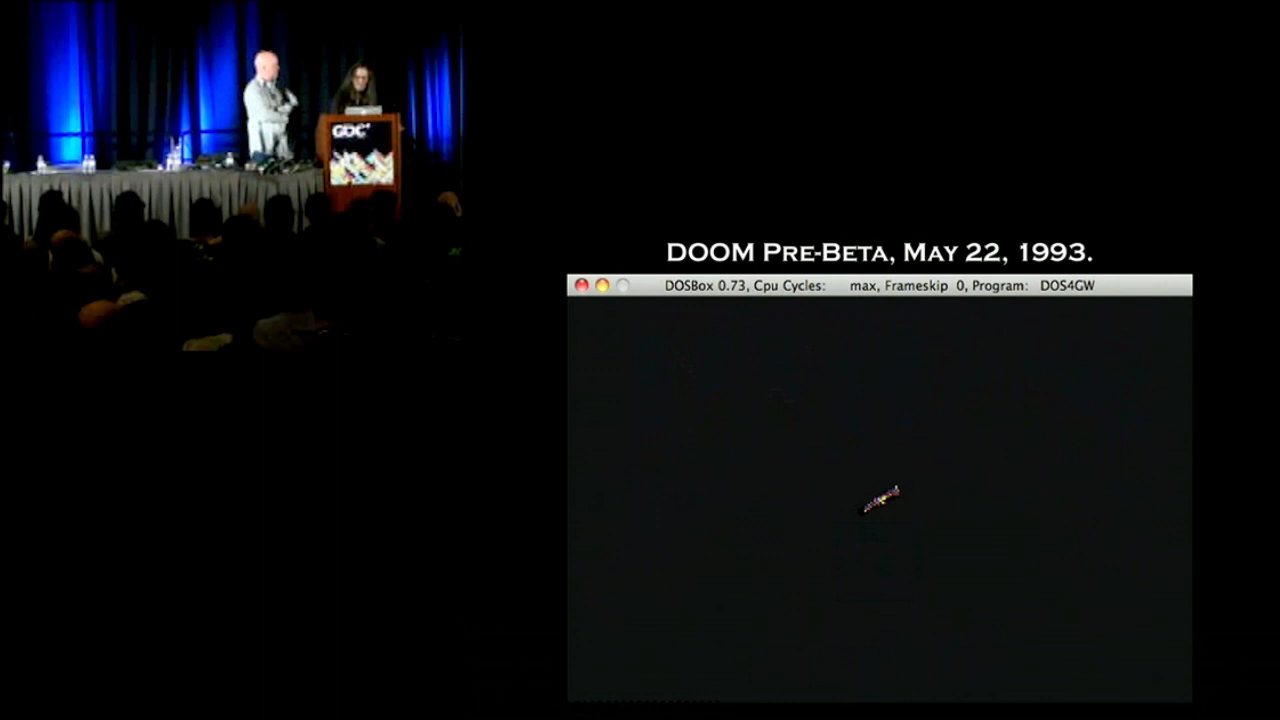 GDC
DOOM PRE-BETA, MAY 22, 1993.
DOSBox 0.73, Cpu Cycles: max, Frameskip 0, Program: DOS4GW